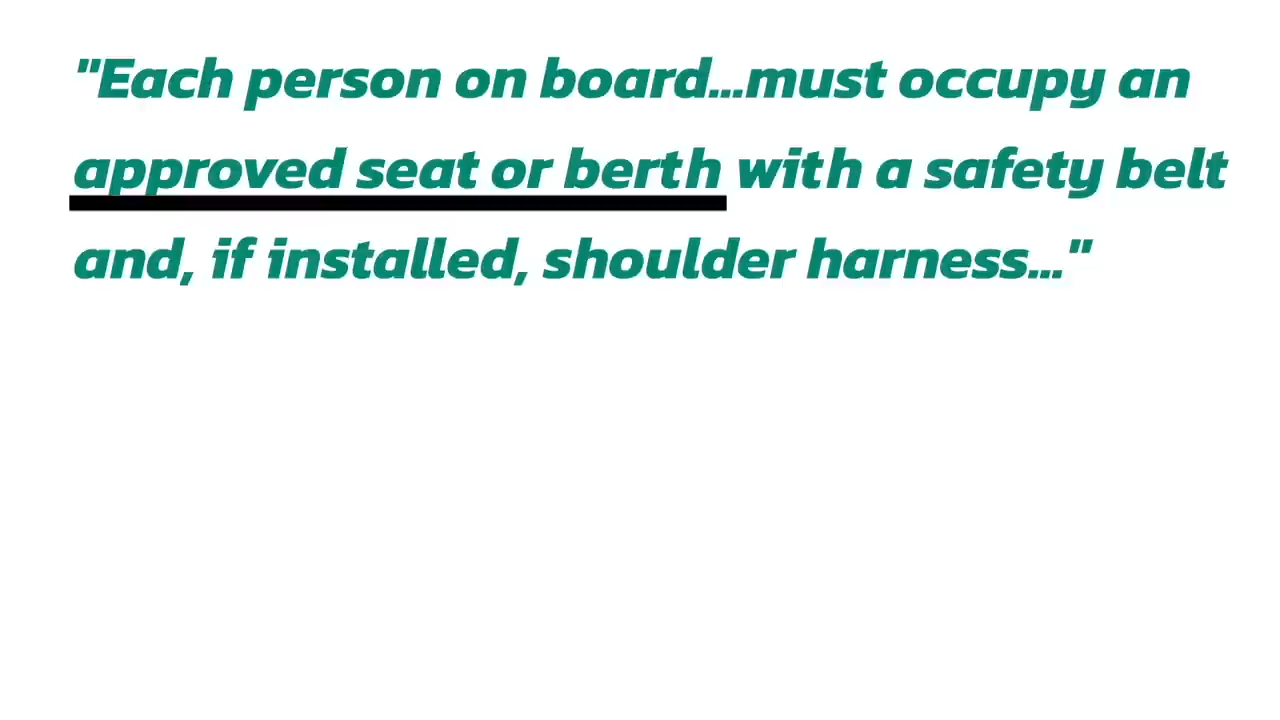 "Each person on board...must occupy an
approved seat or berth with a safety belt
and, if installed, shoulder harness..."